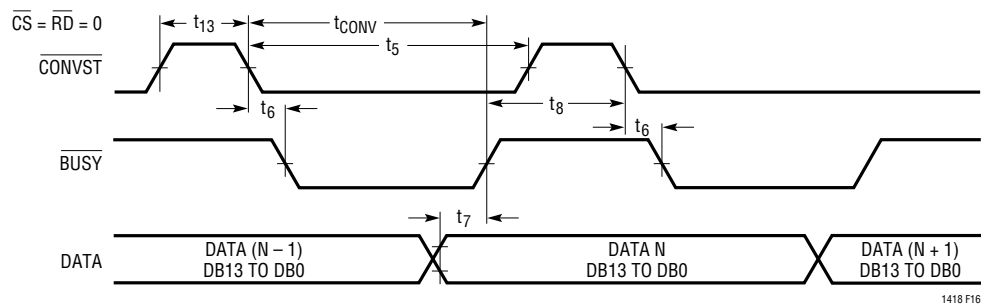 CS = RD = 0
t13
tCONV
t5
CONVST
t6
t8
t6
BUSY
t7
DATA
DATA (N – 1)
DB13 TO DB0
DATA N
DB13 TO DB0
DATA (N + 1)
DB13 TO DB0
1418 F16